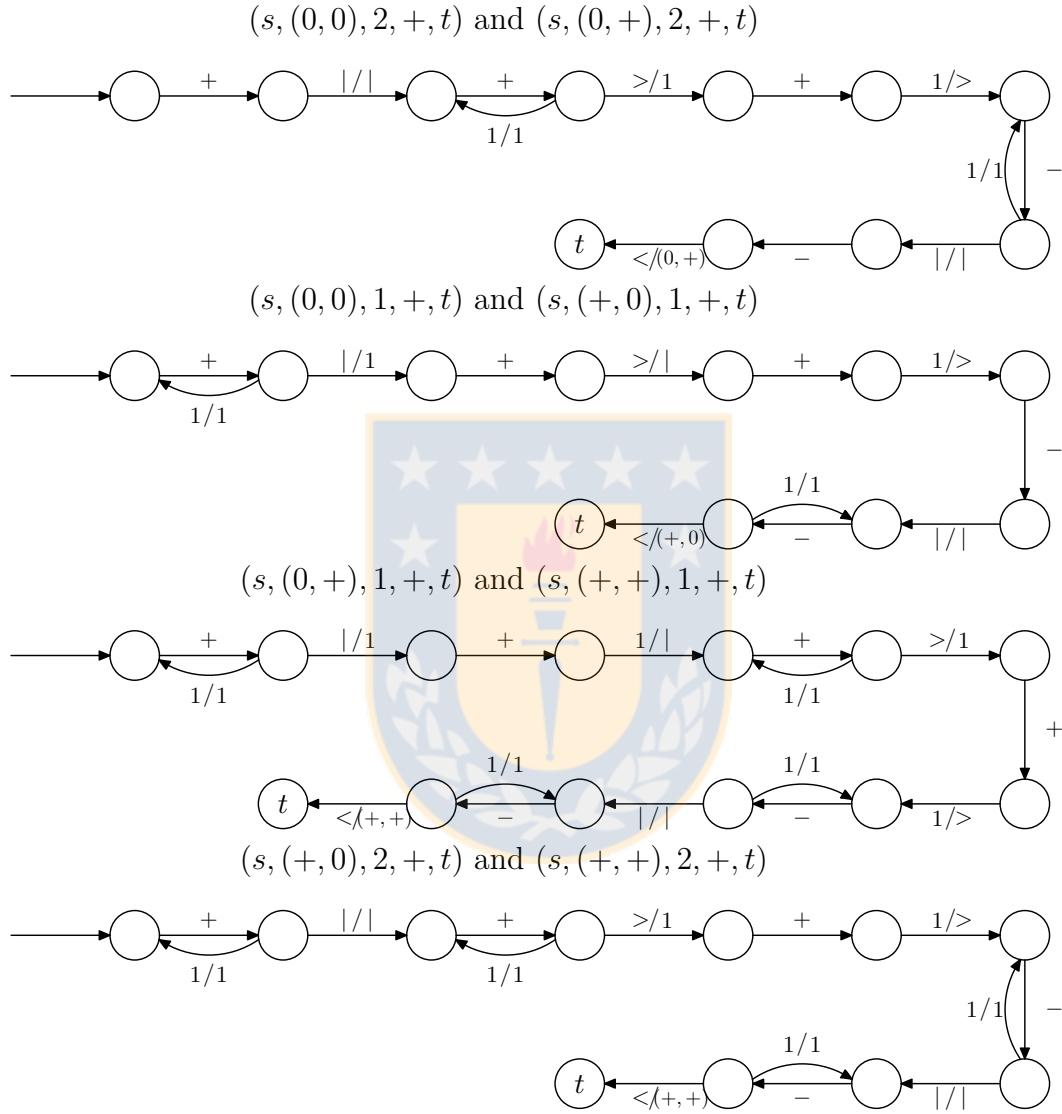 (s, (0, 0), 2, +, t) and (s, (0, +), 2, +, t)
+ |/| + >/1 + 1/>
1/1
1/1 −
t </(0, +) − |/|
(s, (0, 0), 1, +, t) and (s, (+, 0), 1, +, t)
+ |/1 + >/| + 1/>
1/1
−
1/1
t </(+, 0) − |/|
(s, (0, +), 1, +, t) and (s, (+, +), 1, +, t)
+ |/1 + 1/| + >/1
1/1 1/1
+
1/1 1/1
t </(+, +) − |/| − 1/>
(s, (+, 0), 2, +, t) and (s, (+, +), 2, +, t)
+ |/| + >/1 + 1/>
1/1 1/1
1/1 −
1/1
t </(+, +) − |/|